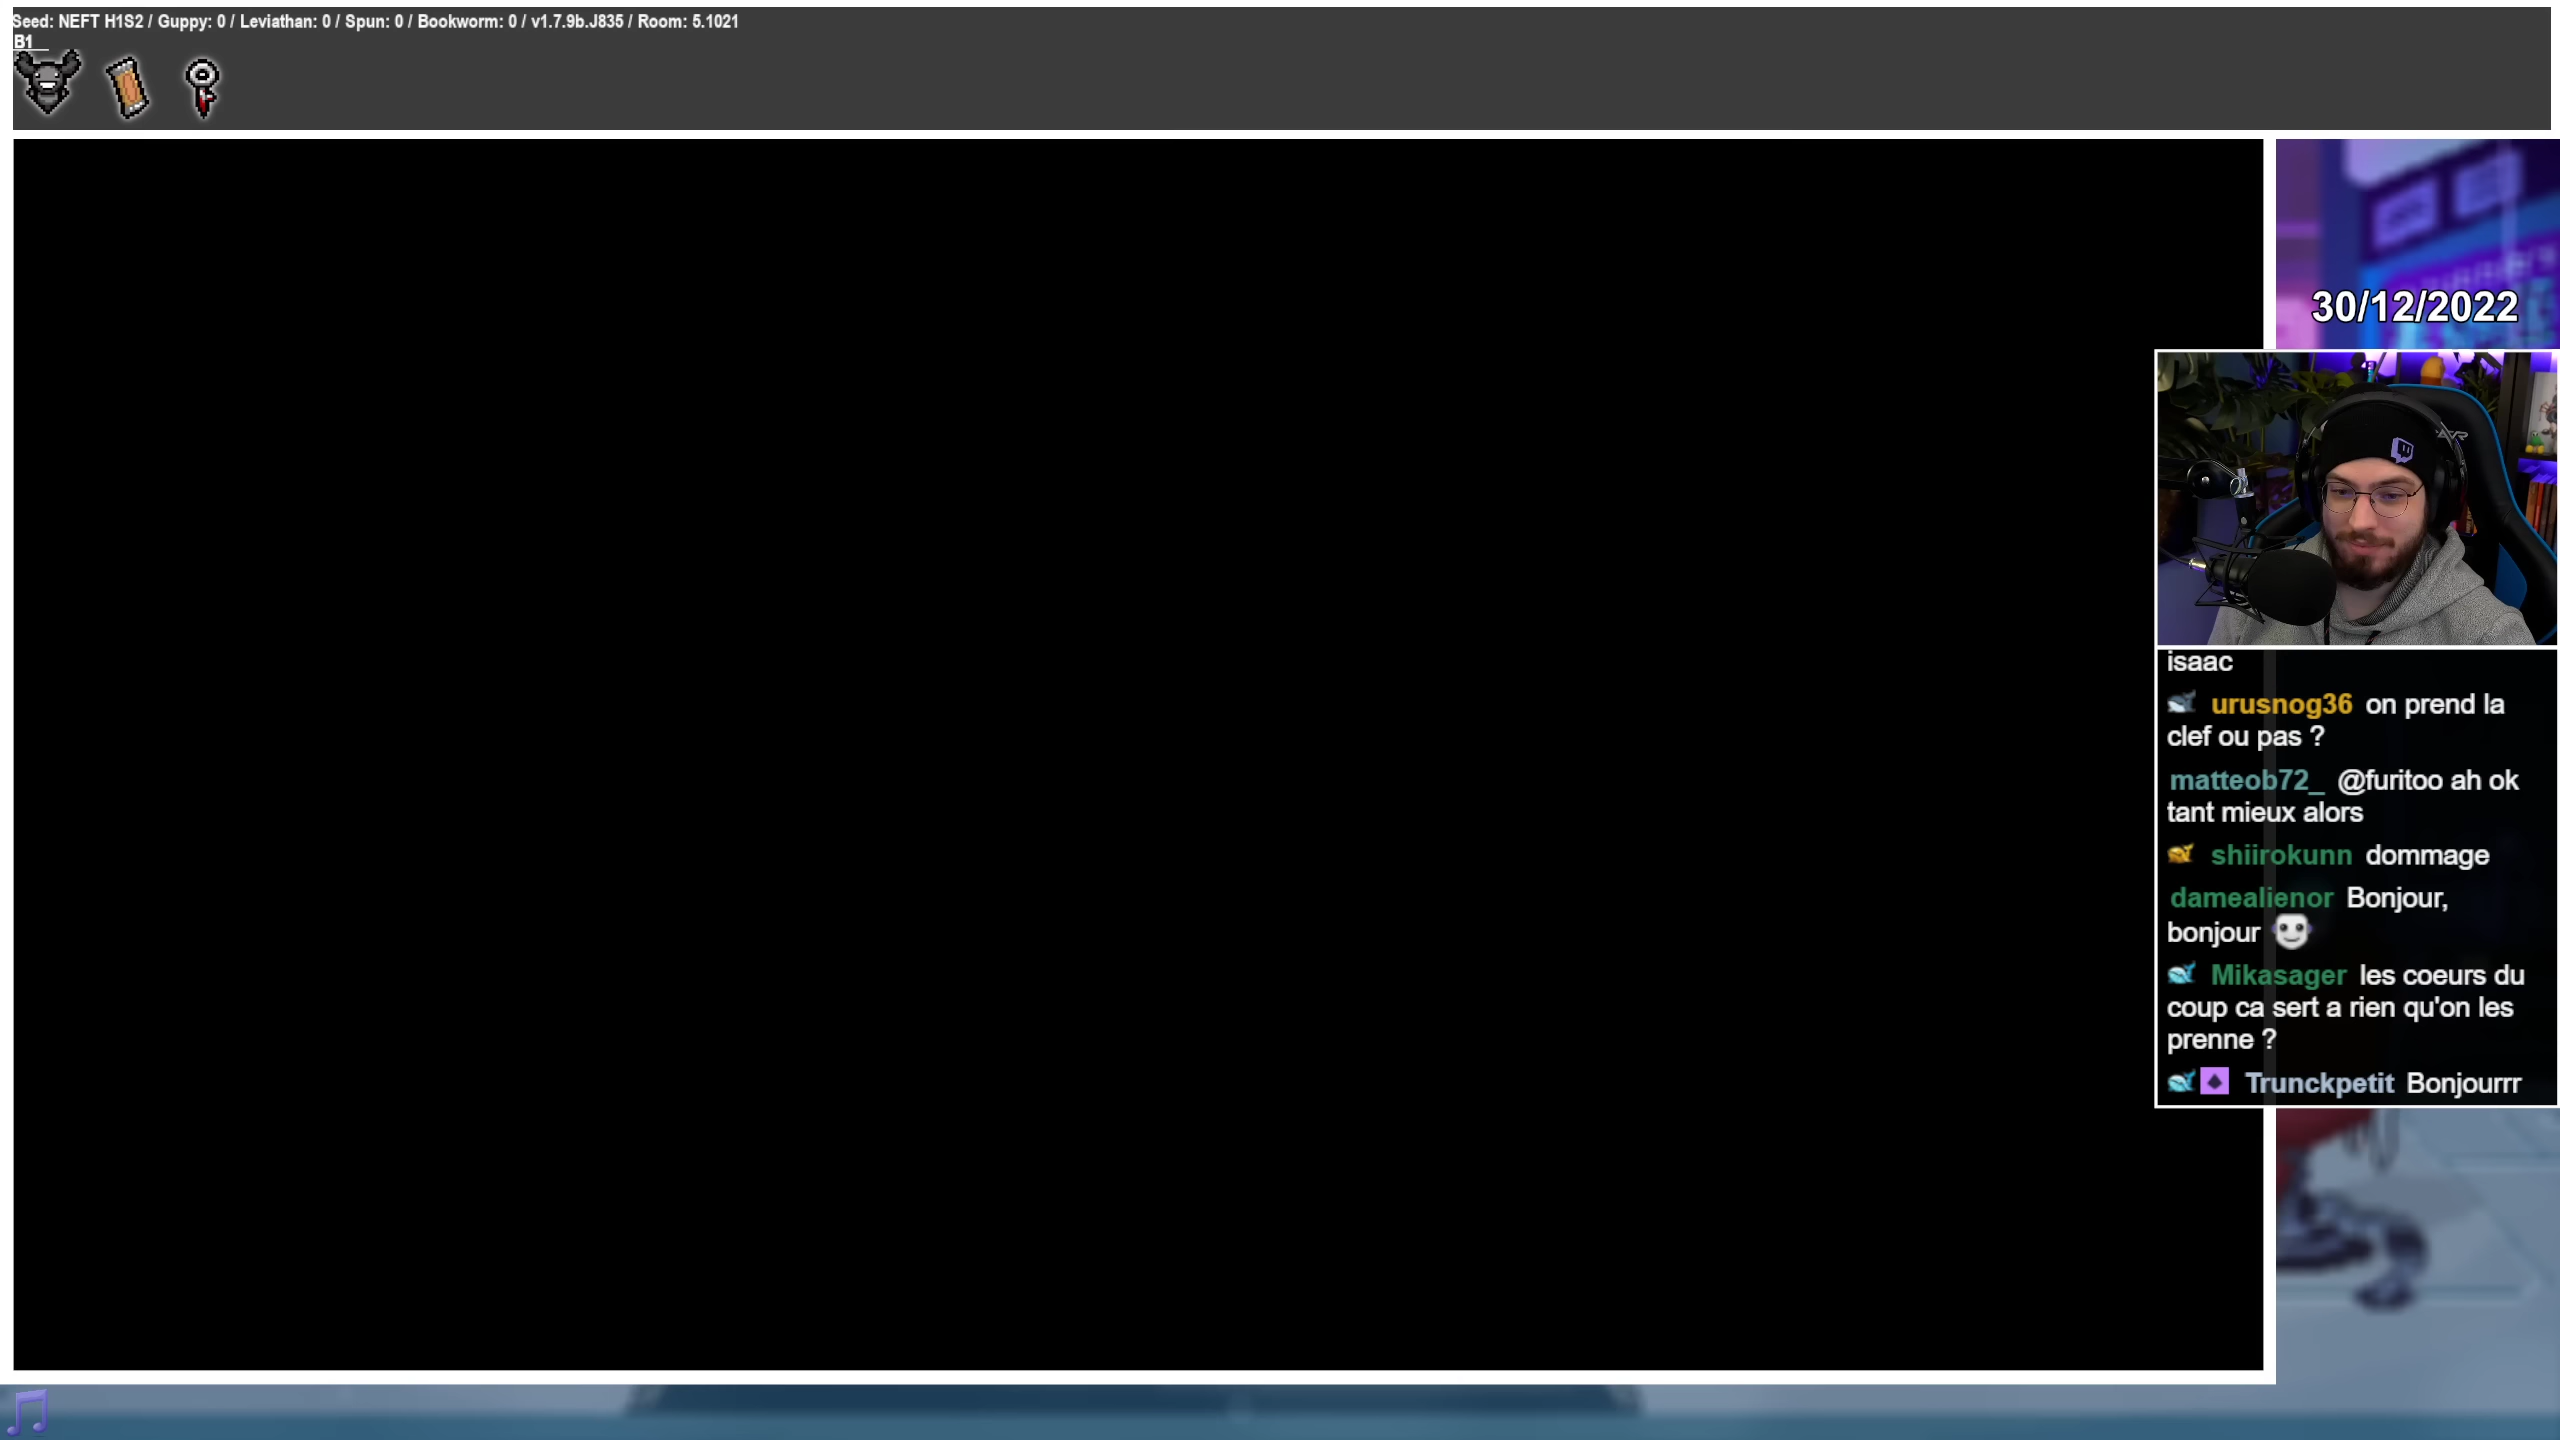 Seed: NEFT H1S2 / Guppy: 0 / Leviathan: 0 / Spun: 0 / Bookworm: 0 / v1.7.9b.J835 / Room: 5.1021
B1
30/12/2022
isaac
urusnog36 on prend la
clef ou pas ?
matteob72_ @furitoo ah ok
tant mieux alors
shiirokunn dommage
damealienor Bonjour,
bonjour
Mikasager les coeurs du
coup ca sert a rien qu'on les
prenne ?
Trunckpetit Bonjourrr